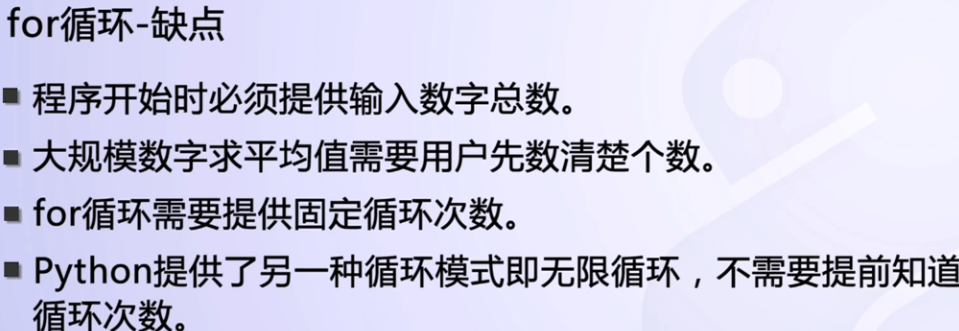 for循环-缺点
程序开始时必须提供输入数字总数。
大规模数字求平均值需要用户先数清楚个数。
for循环需要提供固定循环次数。
Python提供了另一种循环模式即无限循环，不需要提前知道
循环次数。